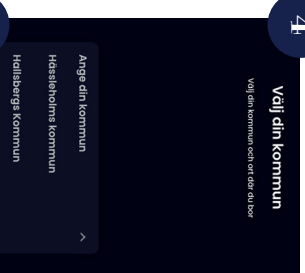 4
Välj din kommun
Välj din kommun och ort där du bor
Ange din kommun
Hässleholms kommun
Hallsbergs Kommun